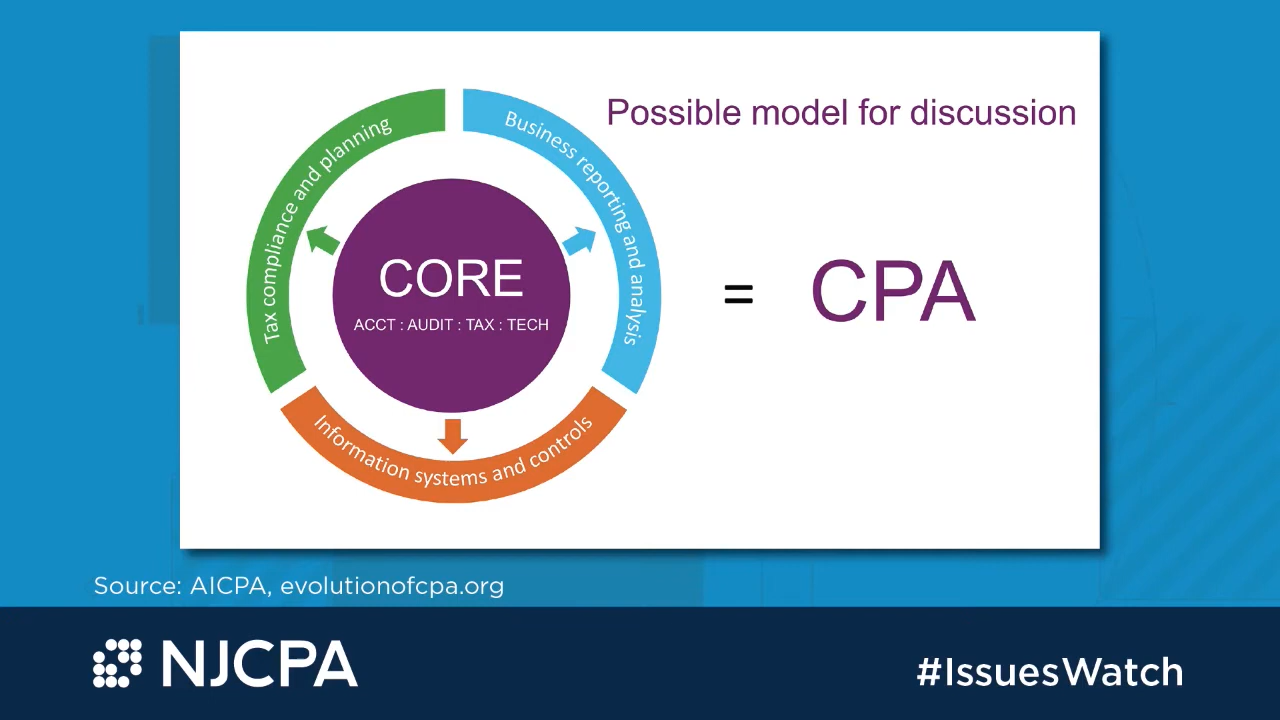 Possible model for discussion
Tax compliance and planning
Business reporting and analysis
CORE
ACCT : AUDIT : TAX : TECH
Information systems and controls
= CPA
Source: AICPA, evolutionofcpa.org
NJCPA
#IssuesWatch